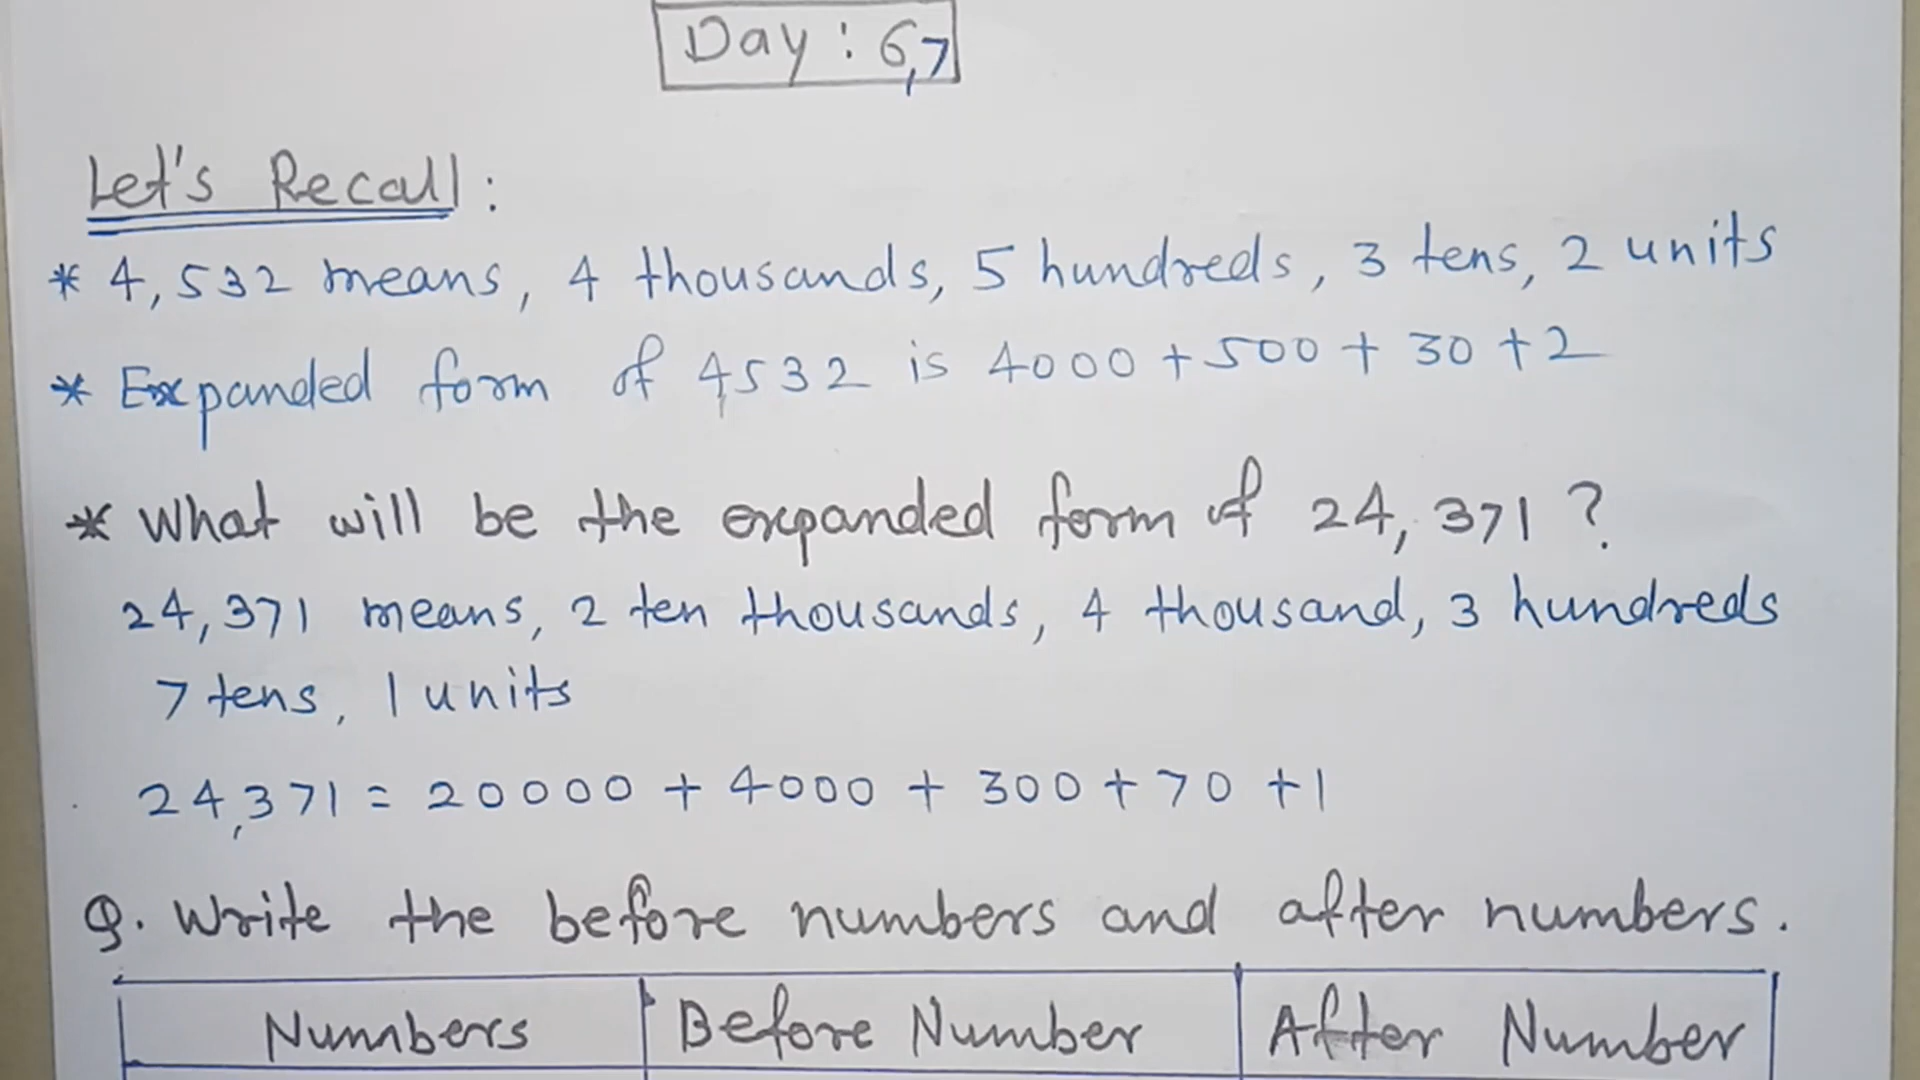 Day : 6,7
Let's Recall :
* 4,532 means, 4 thousands, 5 hundreds, 3 tens, 2 units
* Expanded form of 4,532 is 4000 + 500 + 30 + 2
* What will be the expanded form of 24,371 ?
24,371 means, 2 ten thousands, 4 thousand, 3 hundreds
7 tens, 1 units
24,371 = 20000 + 4000 + 300 + 70 + 1
Q. Write the before numbers and after numbers.
Numbers Before Number After Number